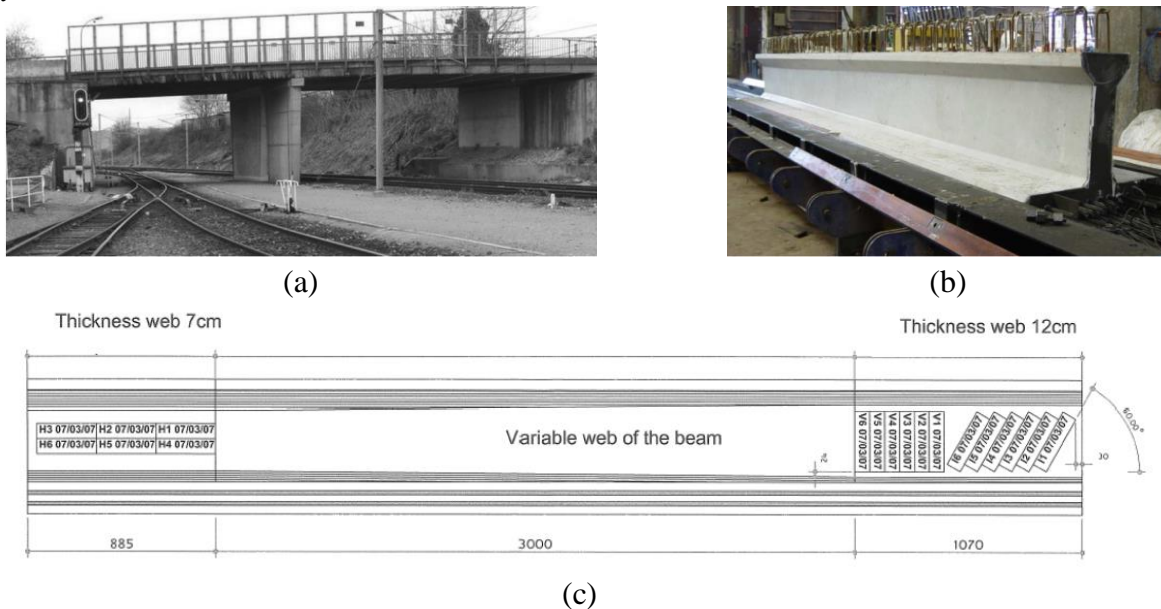 (a)
(b)
Thickness web 7cm
Thickness web 12cm
H3 07/03/07 H2 07/03/07 H1 07/03/07
H6 07/03/07 H5 07/03/07 H4 07/03/07
Variable web of the beam
V6 07/03/07
V5 07/03/07
V4 07/03/07
V3 07/03/07
V2 07/03/07
V1 07/03/07
I6 07/03/07
I5 07/03/07
I4 07/03/07
I3 07/03/07
I2 07/03/07
I1 07/03/07
60.00°
885
3000
1070
(c)